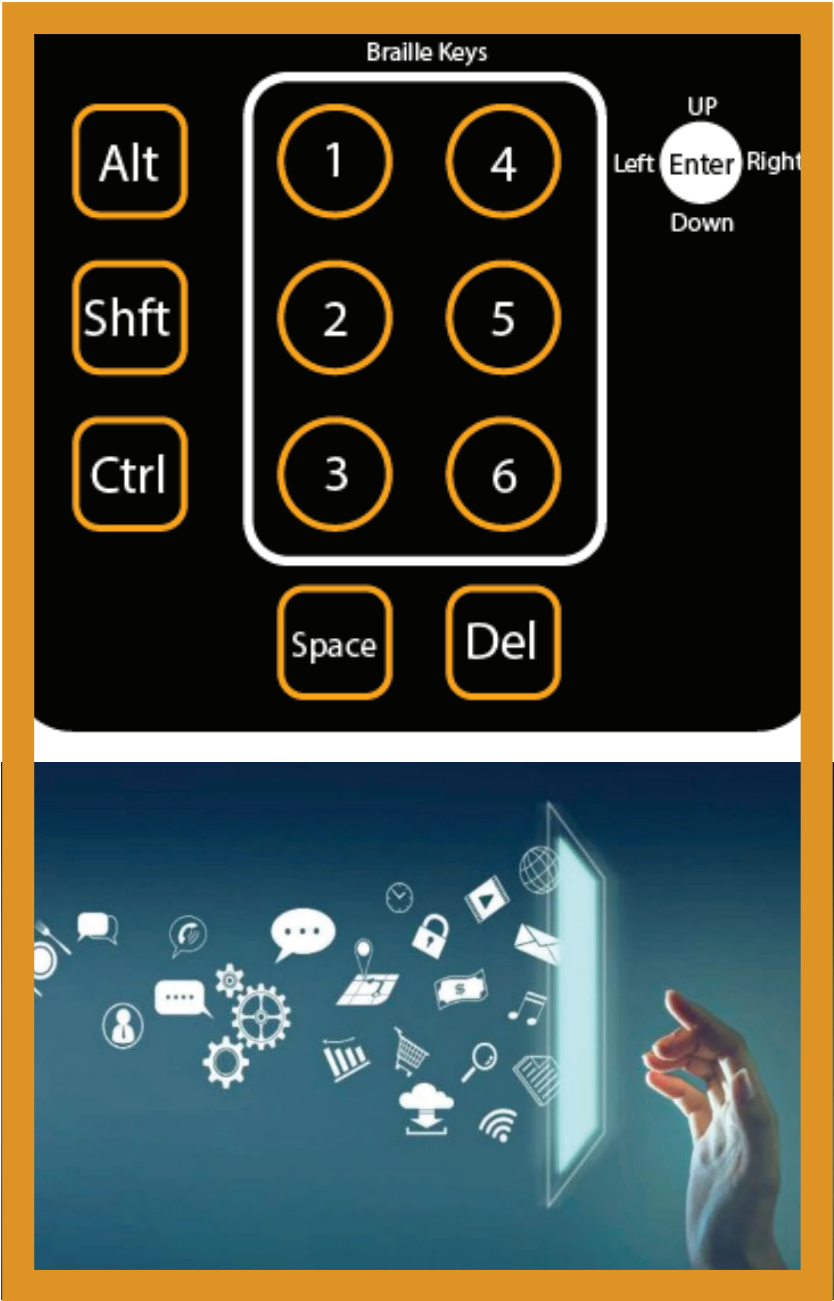 Braille Keys
Alt
1
4
UP
Left Enter Right
Down
Shft
2
5
Ctrl
3
6
Space
Del
$